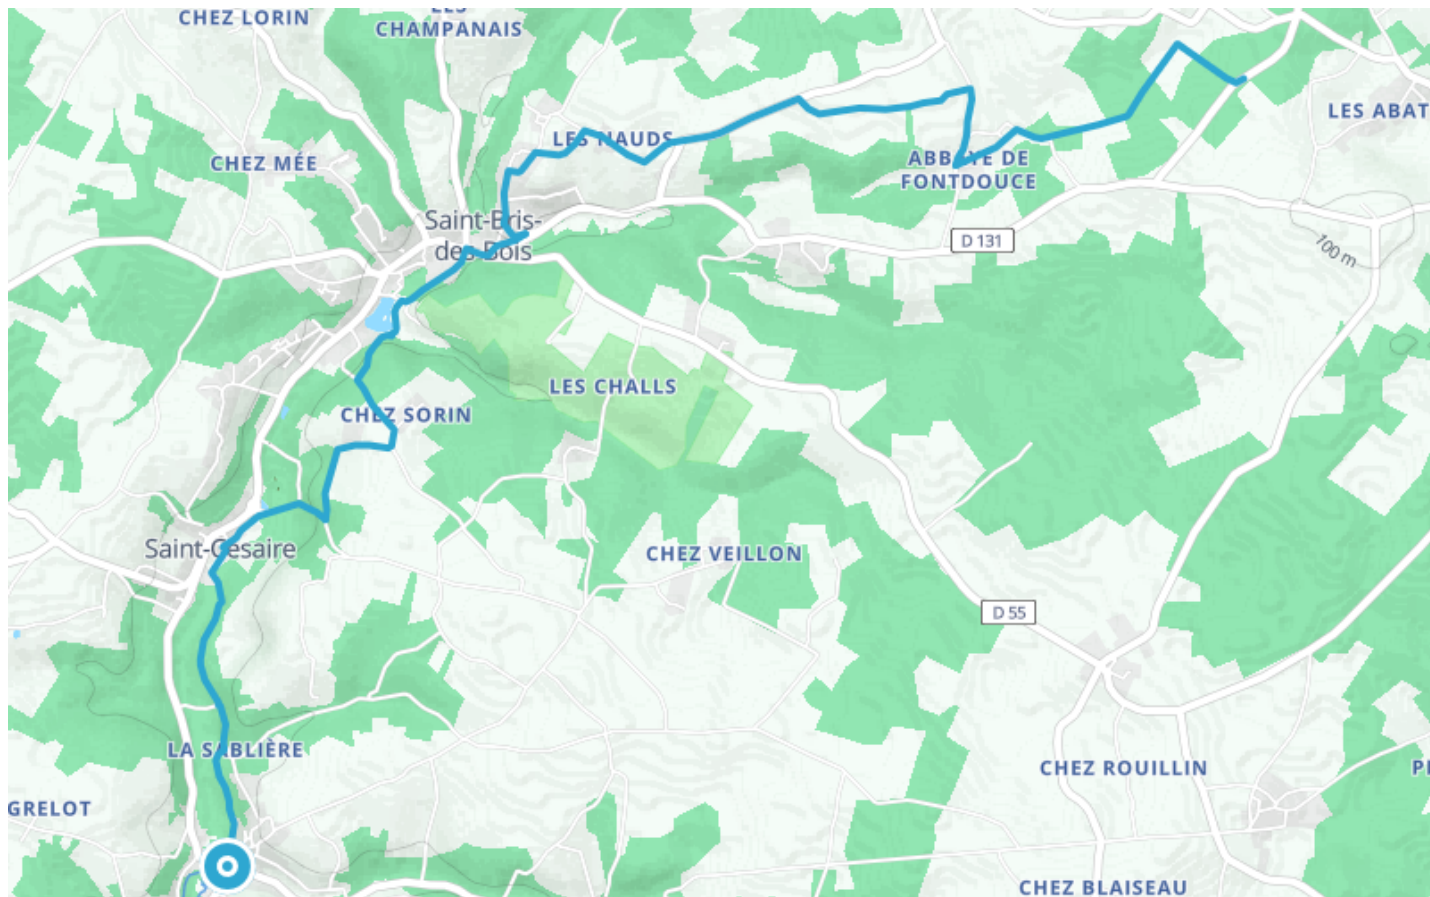 CHEZ LORIN
CHAMPANAIS
LES NAUDS
LES ABAT
CHEZ MÉE
ABBAYE DE
FONTDOUCE
Saint-Bris-
des-Bois
D 131
100 m
LES CHALLS
CHEZ SORIN
Saint-Césaire
CHEZ VEILLON
D 55
LA SABLIÈRE
CHEZ ROUILLIN
GRELOT
CHEZ BLAISEAU